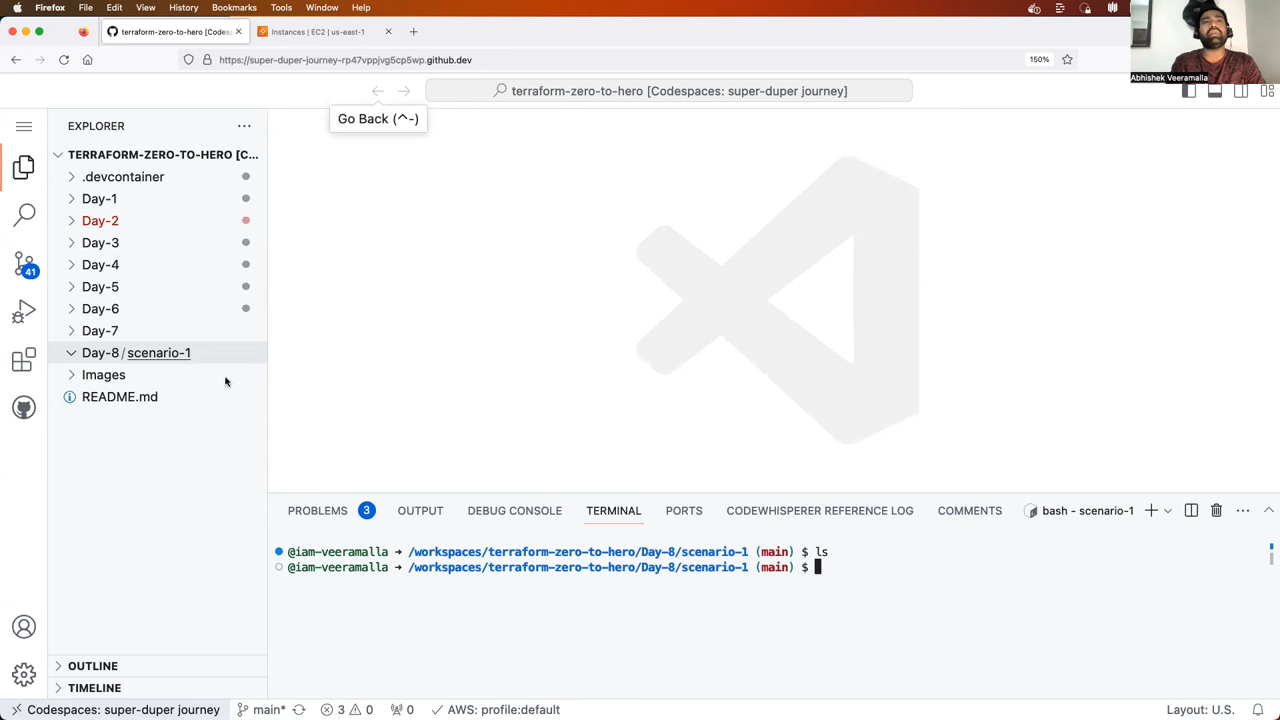 Firefox File Edit View History Bookmarks Tools Window Help
terraform-zero-to-hero [Codes
Instances | EC2 | us-east-1
https://super-duper-journey-rp47vppjvg5cp5wp.github.dev
150%
Abhishek Veeramalla
terraform-zero-to-hero [Codespaces: super-duper journey]
Go Back (^-)
EXPLORER
TERRAFORM-ZERO-TO-HERO [C...
.devcontainer
Day-1
Day-2
Day-3
Day-4
Day-5
Day-6
Day-7
Day-8/scenario-1
Images
README.md
41
PROBLEMS 3 OUTPUT DEBUG CONSOLE TERMINAL PORTS CODEWHISPERER REFERENCE LOG COMMENTS bash - scenario-1
@iam-veeramalla → /workspaces/terraform-zero-to-hero/Day-8/scenario-1 (main) $ ls
@iam-veeramalla → /workspaces/terraform-zero-to-hero/Day-8/scenario-1 (main) $
OUTLINE
TIMELINE
Codespaces: super-duper journey main* 3 0 0 AWS: profile:default Layout: U.S.